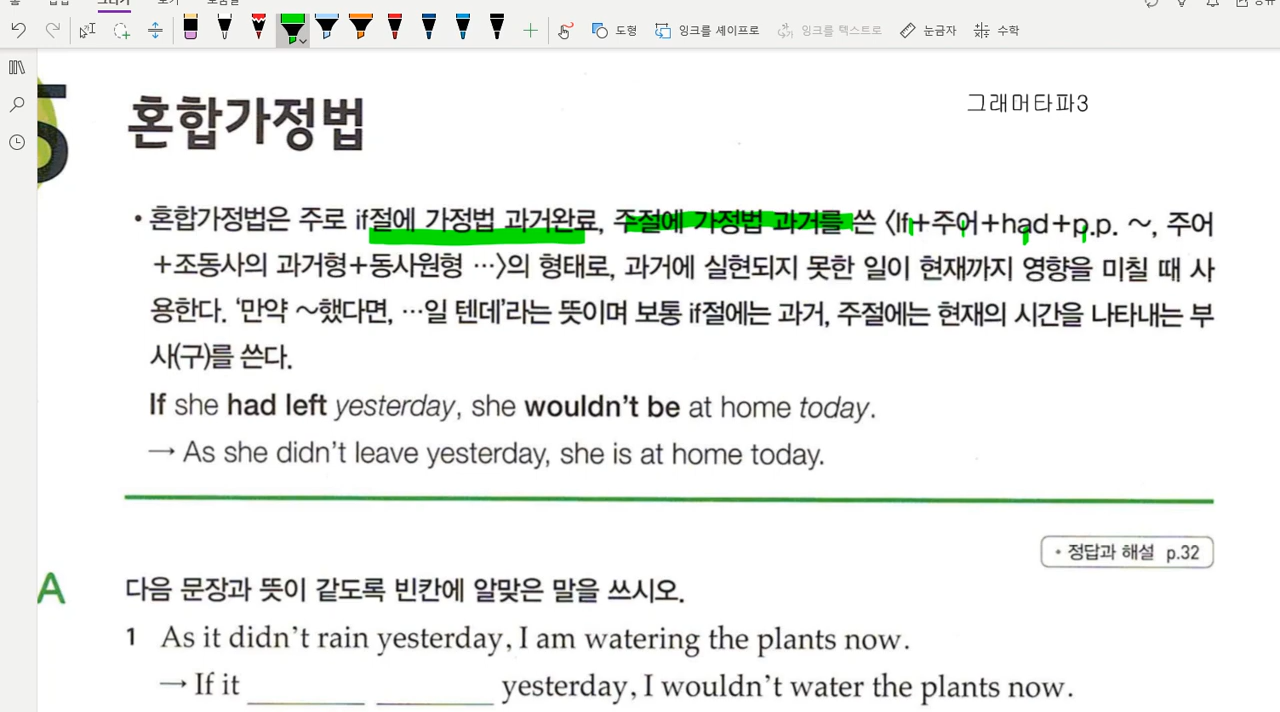 도형
잉크를 셰이프로
잉크를 텍스트로
눈금자
수학
5
혼합가정법
그래머타파3
• 혼합가정법은 주로 if절에 가정법 과거완료, 주절에 가정법 과거를 쓴 〈If+주어+had+p.p. ~, 주어
+조동사의 과거형+동사원형 …〉의 형태로, 과거에 실현되지 못한 일이 현재까지 영향을 미칠 때 사
용한다. ‘만약 ~했다면, …일 텐데’라는 뜻이며 보통 if절에는 과거, 주절에는 현재의 시간을 나타내는 부
사(구)를 쓴다.
If she had left yesterday, she wouldn't be at home today.
→ As she didn't leave yesterday, she is at home today.
• 정답과 해설 p.32
A 다음 문장과 뜻이 같도록 빈칸에 알맞은 말을 쓰시오.
1 As it didn't rain yesterday, I am watering the plants now.
→ If it ________ ________ yesterday, I wouldn't water the plants now.